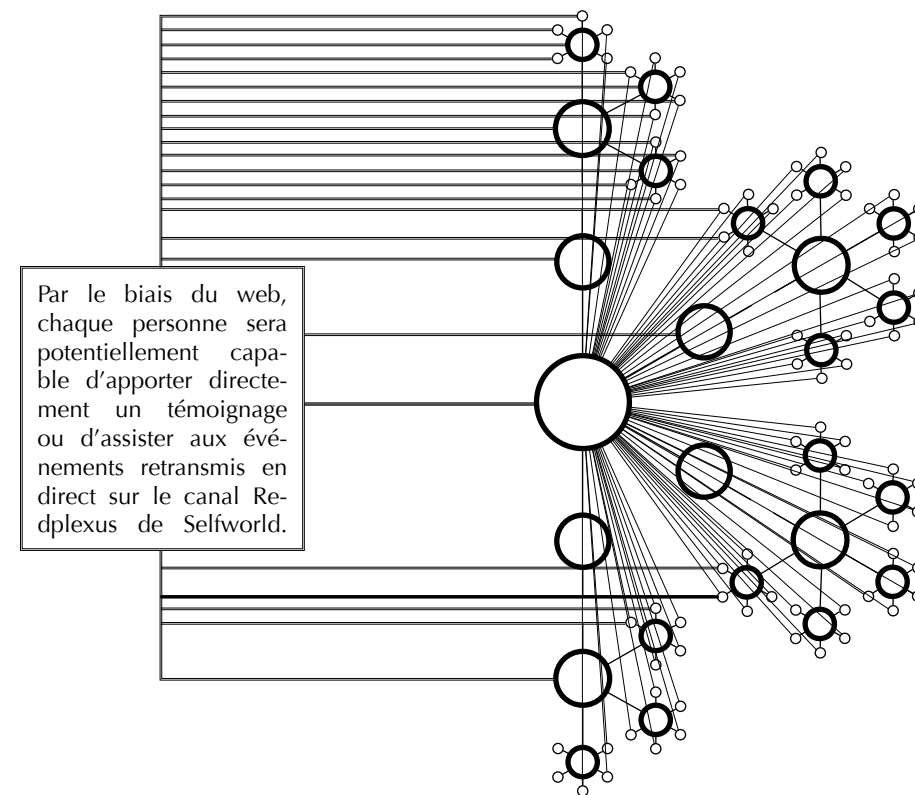 Par le biais du web,
chaque personne sera
potentiellement capa-
ble d’apporter directe-
ment un témoignage
ou d’assister aux évé-
nements retransmis en
direct sur le canal Re-
dplexus de Selfworld.